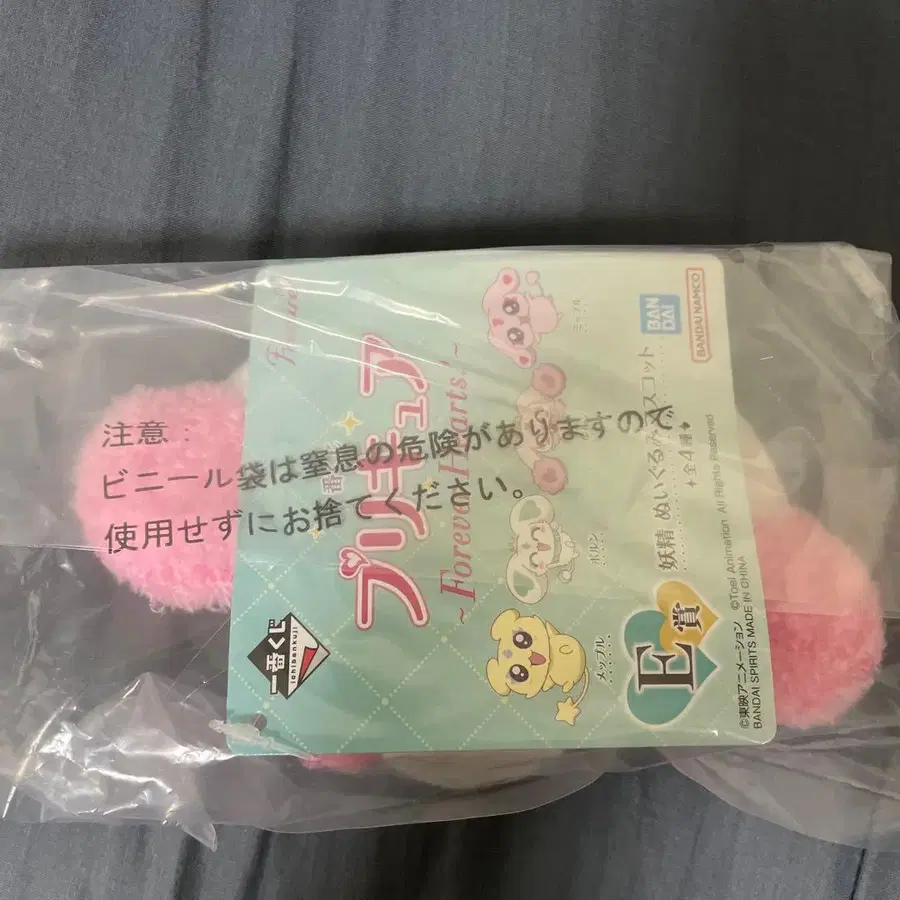 注意：
ビニール袋は窒息の危険がありますので
使用せずにお捨てください。
一番くじ
ichibankuji
プリキュア
~Forever Hearts!~
ミップル
ポルン
メップル
BAN
DAI
BANDAI NAMCO
E賞
妖精 ぬいぐるみマスコット
全4種
©東映アニメーション ©Toei Animation All Rights Reserved
BANDAI SPIRITS MADE IN CHINA